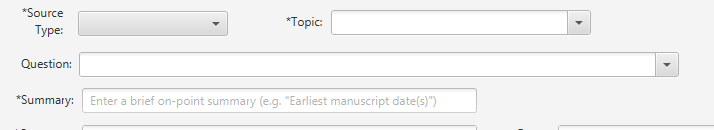 *Source Type:
*Topic:
Question:
*Summary: Enter a brief on-point summary (e.g. "Earliest manuscript date(s)")